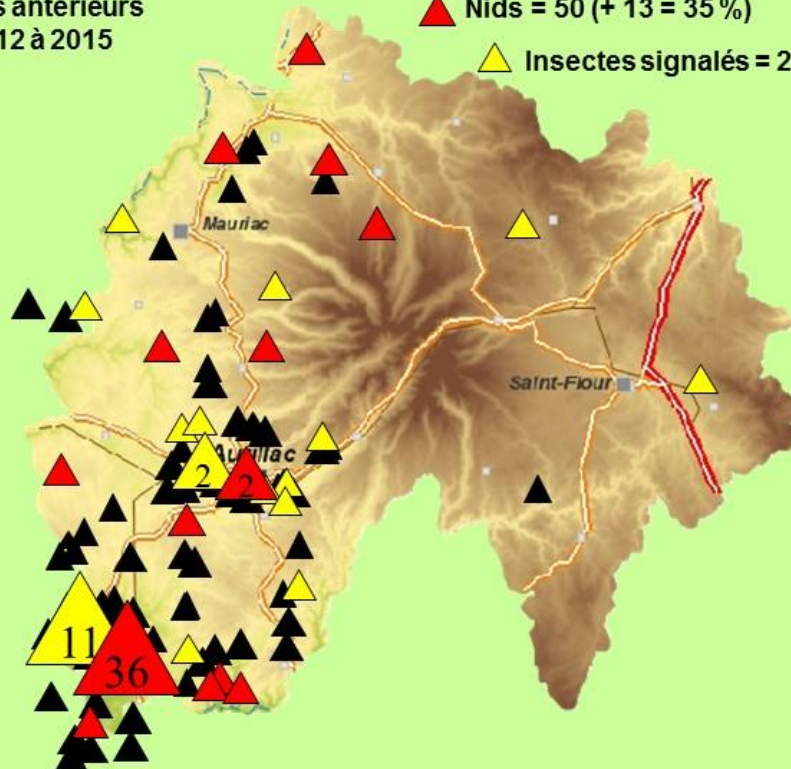 s antérieurs
12 à 2015
Nids = 50 (+ 13 = 35 %)
Insectes signalés = 2
Mauriac
Saint-Flour
Aurillac
2
2
11
36